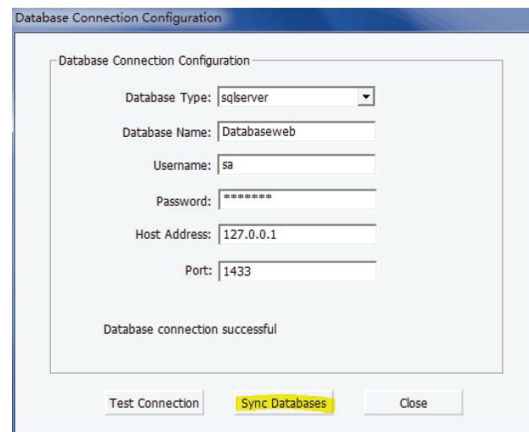 Database Connection Configuration
Database Connection Configuration
Database Type: sqlserver
Database Name: Databaseweb
Username: sa
Password: *******
Host Address: 127.0.0.1
Port: 1433
Database connection successful
Test Connection Sync Databases Close